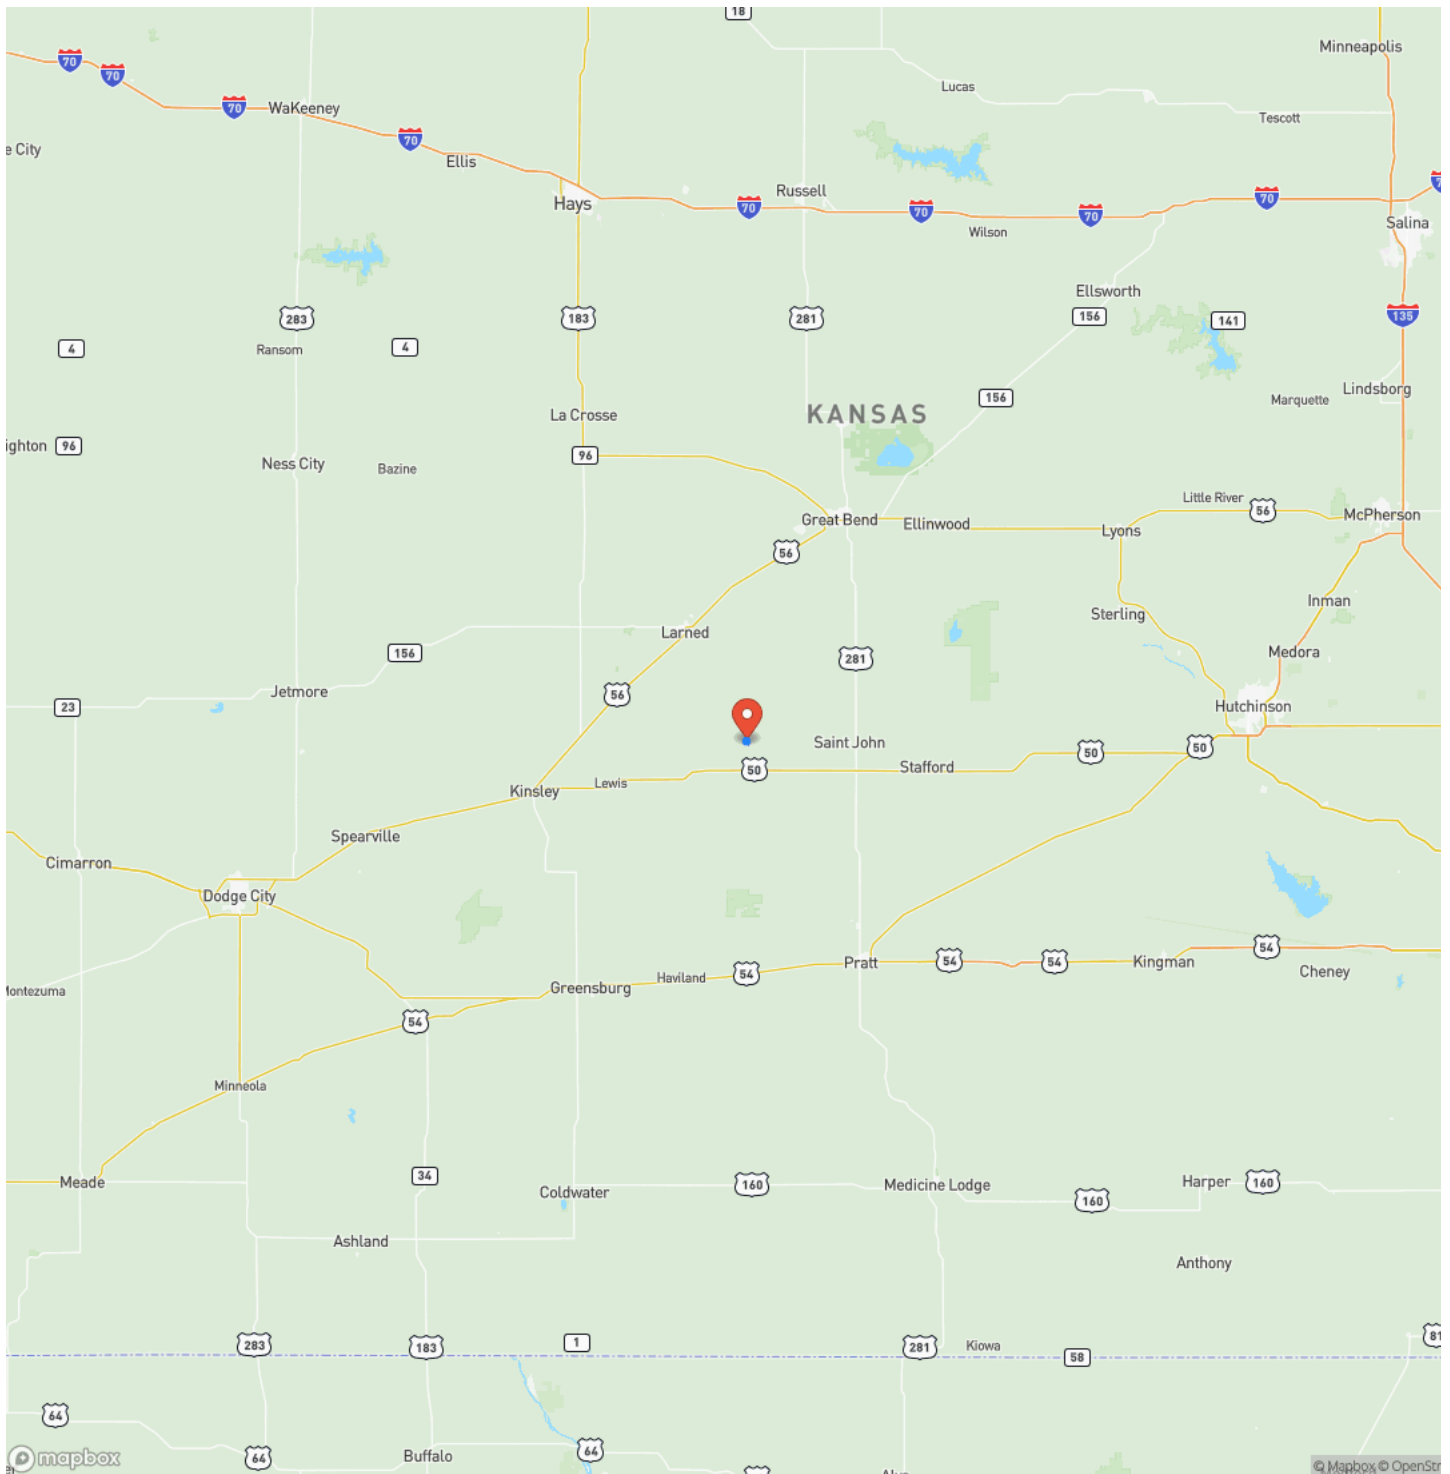 18
Minneapolis
70
70
Lucas
70
WaKeeney
Tescott
70
e City
Ellis
Russell
70
Hays
70
70
70
Salina
Wilson
Ellsworth
283
183
281
156
141
135
4
4
Ransom
Lindsborg
156
Marquette
La Crosse
KANSAS
ighton
96
96
Ness City
Bazine
Little River
56
McPherson
Great Bend
Ellinwood
Lyons
56
Inman
Sterling
Larned
156
281
Medora
Jetmore
56
23
Hutchinson
Saint John
50
50
50
Stafford
Lewis
Kinsley
Spearville
Cimarron
Dodge City
54
Pratt
54
54
Kingman
54
Cheney
Haviland
Greensburg
Montezuma
54
Minneola
34
Meade
160
Medicine Lodge
Harper
160
Coldwater
160
Ashland
Anthony
283
183
1
281
Kiowa
81
58
64
64
Buffalo
64
mapbox
© Mapbox © OpenStr